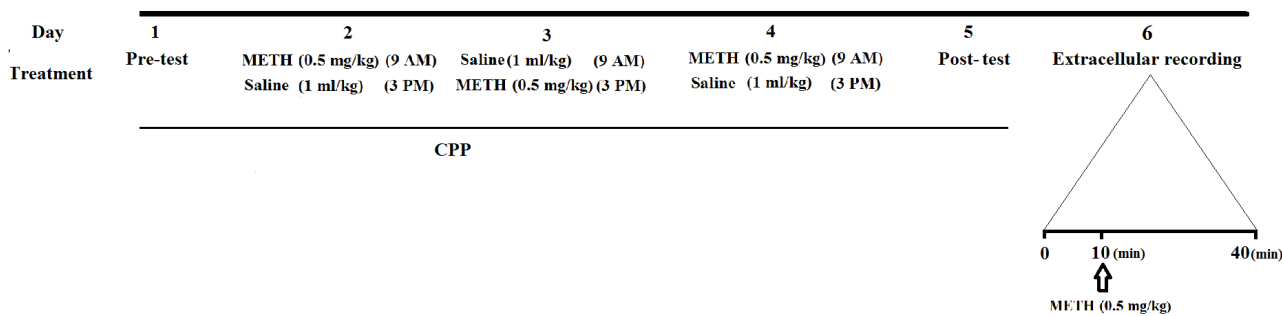 Day 1 2 3 4 5 6
Treatment Pre-test METH (0.5 mg/kg) (9 AM) Saline (1 ml/kg) (9 AM) METH (0.5 mg/kg) (9 AM) Post- test Extracellular recording
Saline (1 ml/kg) (3 PM) METH (0.5 mg/kg) (3 PM) Saline (1 ml/kg) (3 PM)
CPP
0 10 (min) 40 (min)
METH (0.5 mg/kg)